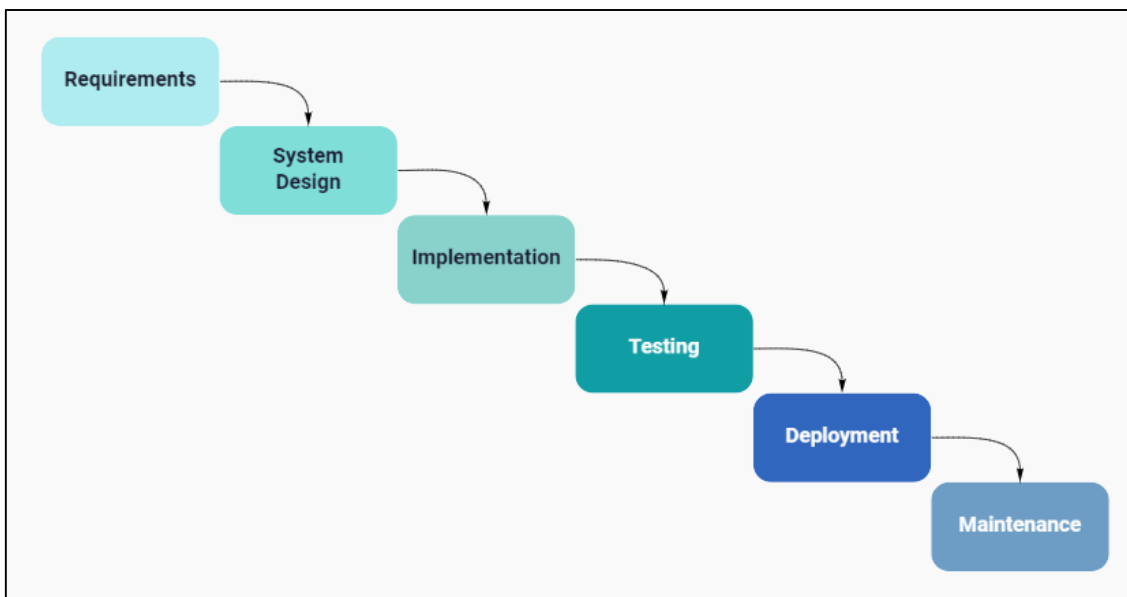 Requirements
System
Design
Implementation
Testing
Deployment
Maintenance